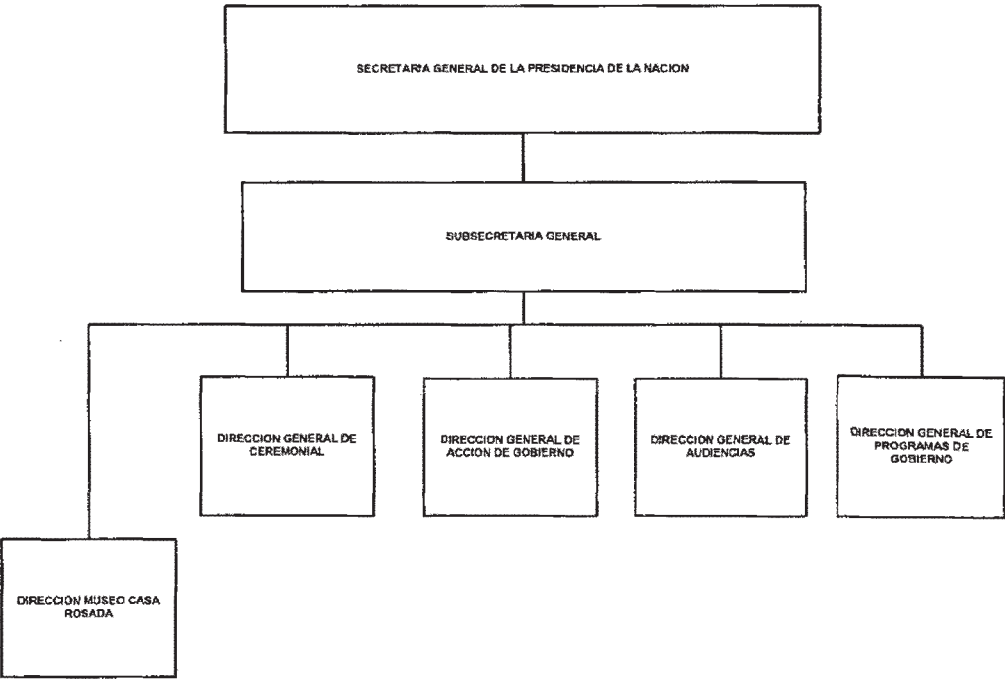 SECRETARIA GENERAL DE LA PRESIDENCIA DE LA NACION
SUBSECRETARIA GENERAL
DIRECCION GENERAL DE
CEREMONIAL
DIRECCION GENERAL DE
ACCION DE GOBIERNO
DIRECCION GENERAL DE
AUDIENCIAS
DIRECCION GENERAL DE
PROGRAMAS DE
GOBIERNO
DIRECCION MUSEO CASA
ROSADA